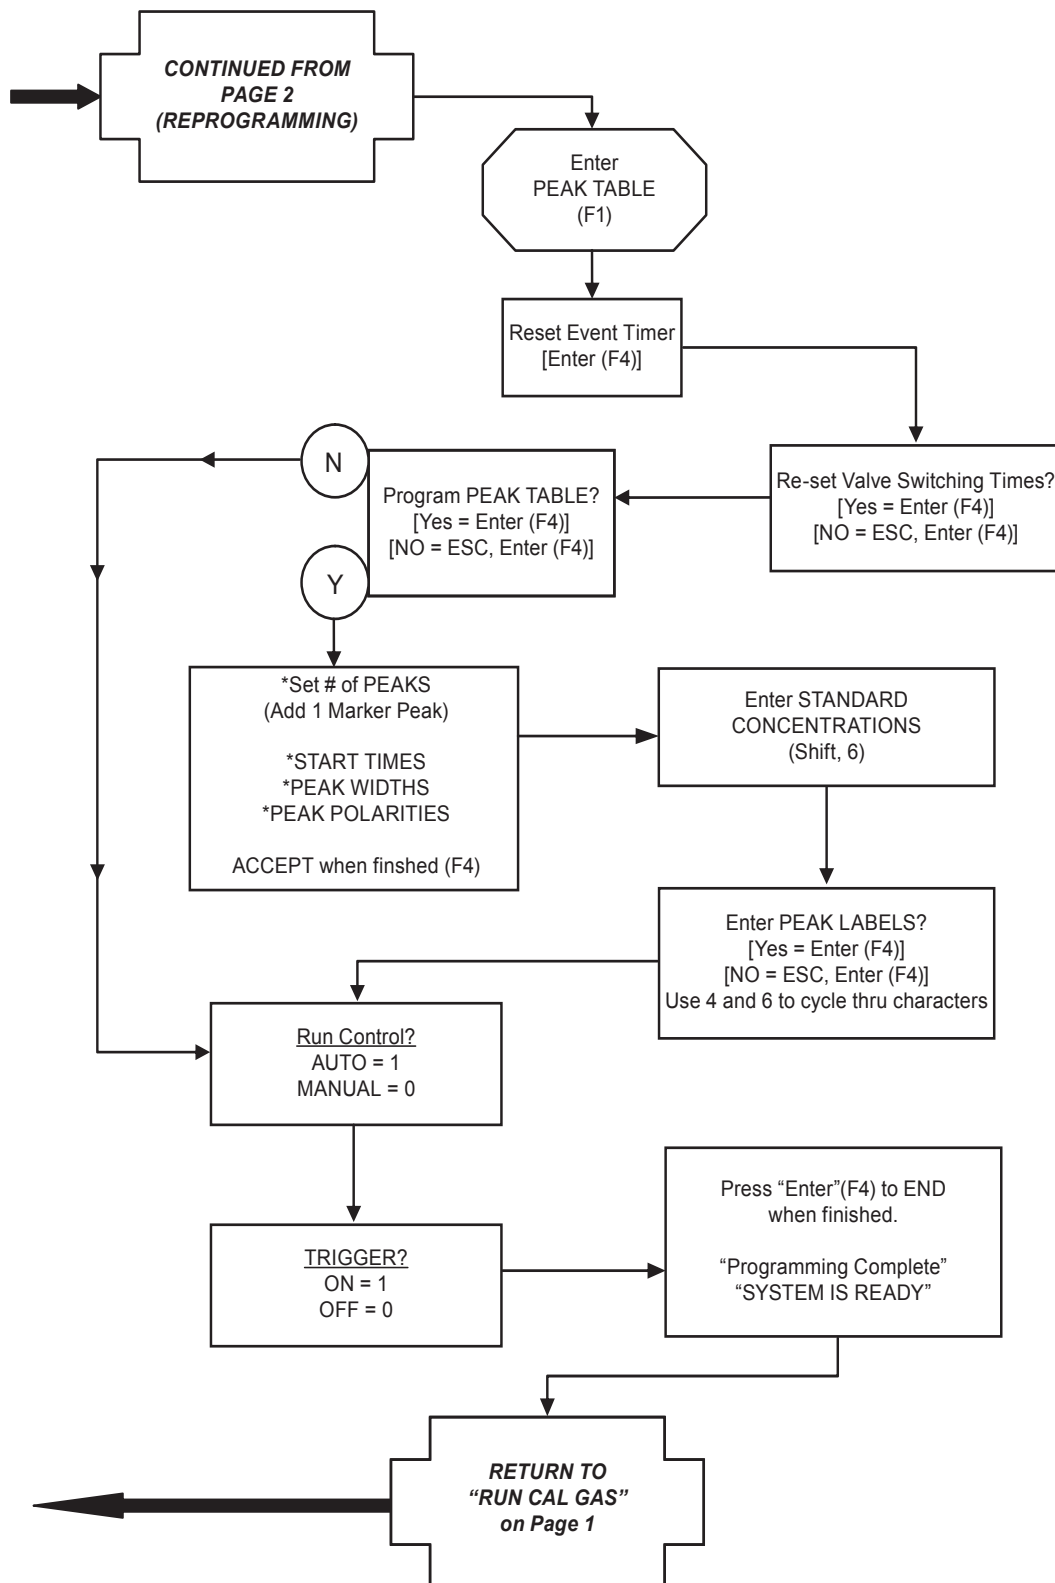 CONTINUED FROM
PAGE 2
(REPROGRAMMING)
Enter
PEAK TABLE
(F1)
Reset Event Timer
[Enter (F4)]
Re-set Valve Switching Times?
[Yes = Enter (F4)]
[NO = ESC, Enter (F4)]
Program PEAK TABLE?
[Yes = Enter (F4)]
[NO = ESC, Enter (F4)]
N
Y
*Set # of PEAKS
(Add 1 Marker Peak)
*START TIMES
*PEAK WIDTHS
*PEAK POLARITIES
ACCEPT when finshed (F4)
Enter STANDARD
CONCENTRATIONS
(Shift, 6)
Enter PEAK LABELS?
[Yes = Enter (F4)]
[NO = ESC, Enter (F4)]
Use 4 and 6 to cycle thru characters
Run Control?
AUTO = 1
MANUAL = 0
TRIGGER?
ON = 1
OFF = 0
Press “Enter”(F4) to END
when finished.
“Programming Complete”
“SYSTEM IS READY”
RETURN TO
“RUN CAL GAS”
on Page 1